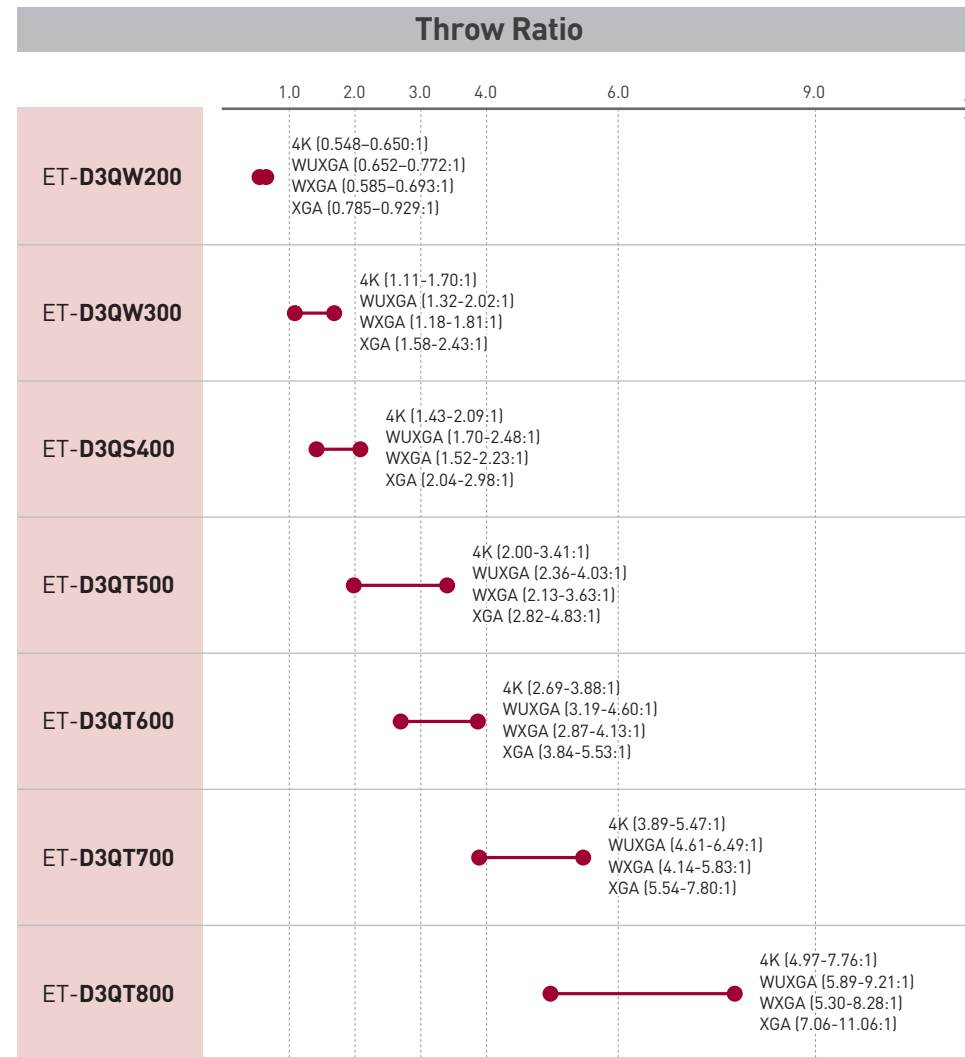 Throw Ratio
1.0 2.0 3.0 4.0 6.0 9.0
ET-D3QW200
4K (0.548–0.650:1)
WUXGA (0.652–0.772:1)
WXGA (0.585–0.693:1)
XGA (0.785–0.929:1)
ET-D3QW300
4K (1.11-1.70:1)
WUXGA (1.32-2.02:1)
WXGA (1.18-1.81:1)
XGA (1.58-2.43:1)
ET-D3QS400
4K (1.43-2.09:1)
WUXGA (1.70-2.48:1)
WXGA (1.52-2.23:1)
XGA (2.04-2.98:1)
ET-D3QT500
4K (2.00-3.41:1)
WUXGA (2.36-4.03:1)
WXGA (2.13-3.63:1)
XGA (2.82-4.83:1)
ET-D3QT600
4K (2.69-3.88:1)
WUXGA (3.19-4.60:1)
WXGA (2.87-4.13:1)
XGA (3.84-5.53:1)
ET-D3QT700
4K (3.89-5.47:1)
WUXGA (4.61-6.49:1)
WXGA (4.14-5.83:1)
XGA (5.54-7.80:1)
ET-D3QT800
4K (4.97-7.76:1)
WUXGA (5.89-9.21:1)
WXGA (5.30-8.28:1)
XGA (7.06-11.06:1)